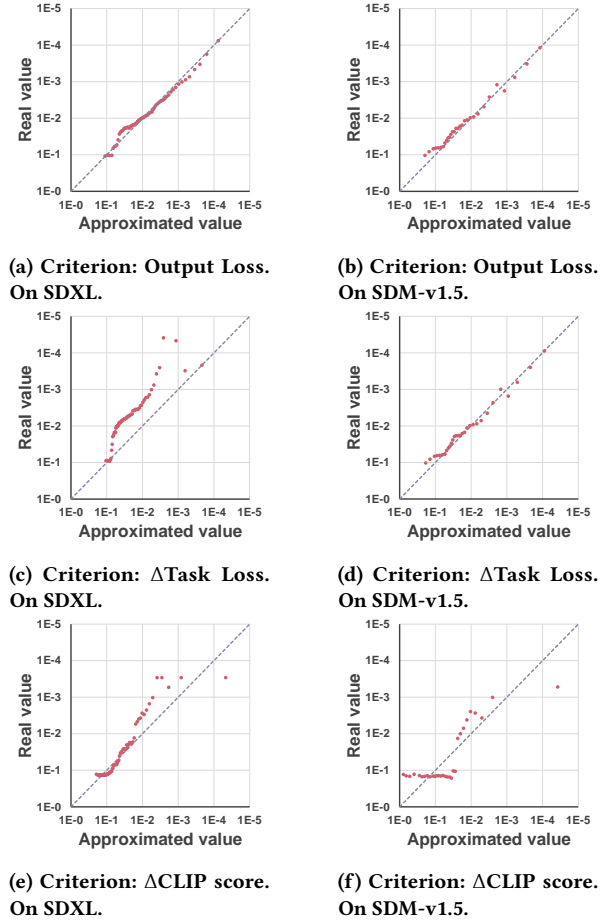 1E-5
1E-4
1E-3
1E-2
1E-1
1E-0
Real value
1E-0 1E-1 1E-2 1E-3 1E-4 1E-5
Approximated value
(a) Criterion: Output Loss.
On SDXL.
1E-5
1E-4
1E-3
1E-2
1E-1
1E-0
Real value
1E-0 1E-1 1E-2 1E-3 1E-4 1E-5
Approximated value
(b) Criterion: Output Loss.
On SDM-v1.5.
1E-5
1E-4
1E-3
1E-2
1E-1
1E-0
Real value
1E-0 1E-1 1E-2 1E-3 1E-4 1E-5
Approximated value
(c) Criterion: ΔTask Loss.
On SDXL.
1E-5
1E-4
1E-3
1E-2
1E-1
1E-0
Real value
1E-0 1E-1 1E-2 1E-3 1E-4 1E-5
Approximated value
(d) Criterion: ΔTask Loss.
On SDM-v1.5.
1E-5
1E-4
1E-3
1E-2
1E-1
1E-0
Real value
1E-0 1E-1 1E-2 1E-3 1E-4 1E-5
Approximated value
(e) Criterion: ΔCLIP score.
On SDXL.
1E-5
1E-4
1E-3
1E-2
1E-1
1E-0
Real value
1E-0 1E-1 1E-2 1E-3 1E-4 1E-5
Approximated value
(f) Criterion: ΔCLIP score.
On SDM-v1.5.